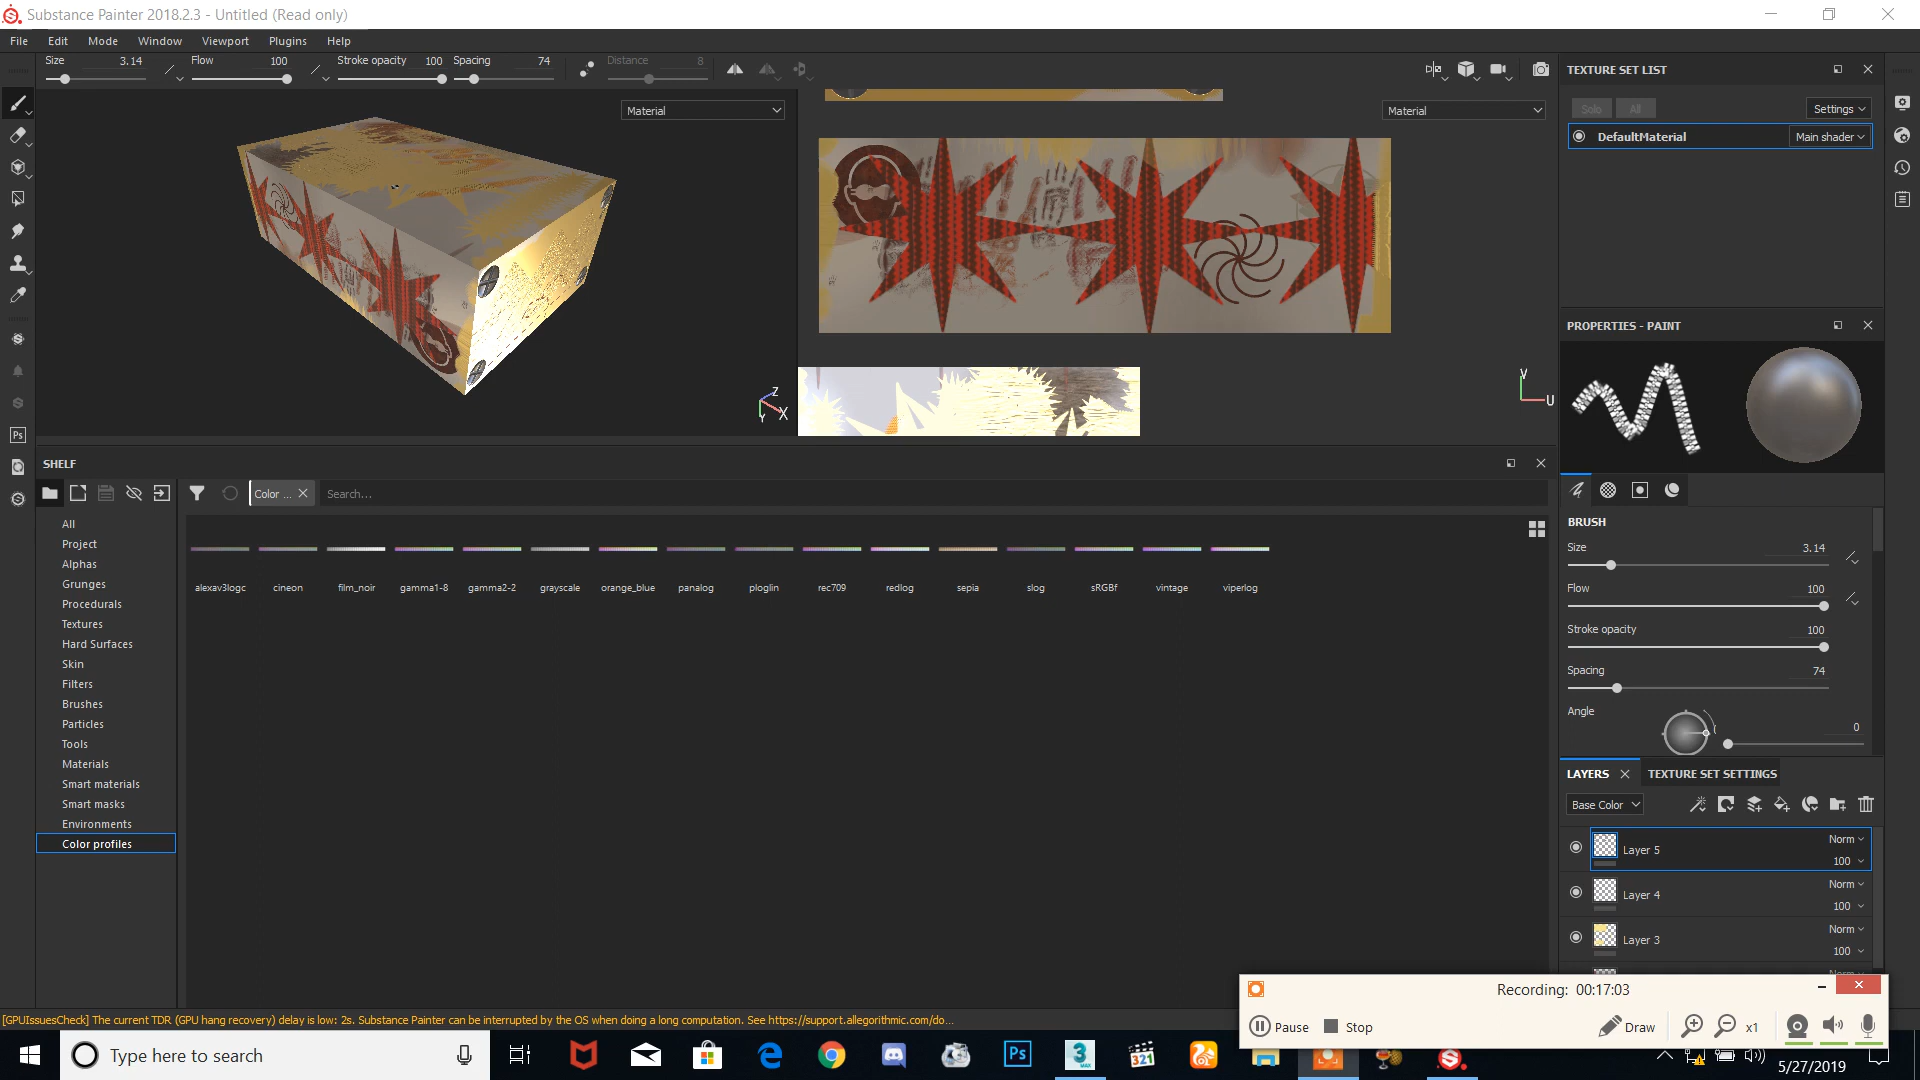 Substance Painter 2018.2.3 - Untitled (Read only)
File Edit Mode Window Viewport Plugins Help
Size 3.14 Flow 100 Stroke opacity 100 Spacing 74 Distance 8
Material
Material
TEXTURE SET LIST
Solo All Settings
DefaultMaterial Main shader
PROPERTIES - PAINT
Z
X
Y
V
U
Ps
BRUSH
Size 3.14
Flow 100
Stroke opacity 100
Spacing 74
Angle 0
SHELF
Color ... Search...
All
Project
Alphas
Grunges
Procedurals
Textures
Hard Surfaces
Skin
Filters
Brushes
Particles
Tools
Materials
Smart materials
Smart masks
Environments
Color profiles
alexav3logc cineon film_noir gamma1-8 gamma2-2 grayscale orange_blue panalog ploglin rec709 redlog sepia slog sRGBf vintage viperlog
LAYERS TEXTURE SET SETTINGS
Base Color
Norm
Layer 5
100
Norm
Layer 4
100
Norm
Layer 3
100
Recording: 00:17:03
Pause Stop Draw x1
[GPUIssuesCheck] The current TDR (GPU hang recovery) delay is low: 2s. Substance Painter can be interrupted by the OS when doing a long computation. See https://support.allegorithmic.com/do...
Type here to search
Ps
3
MAX
321
5/27/2019